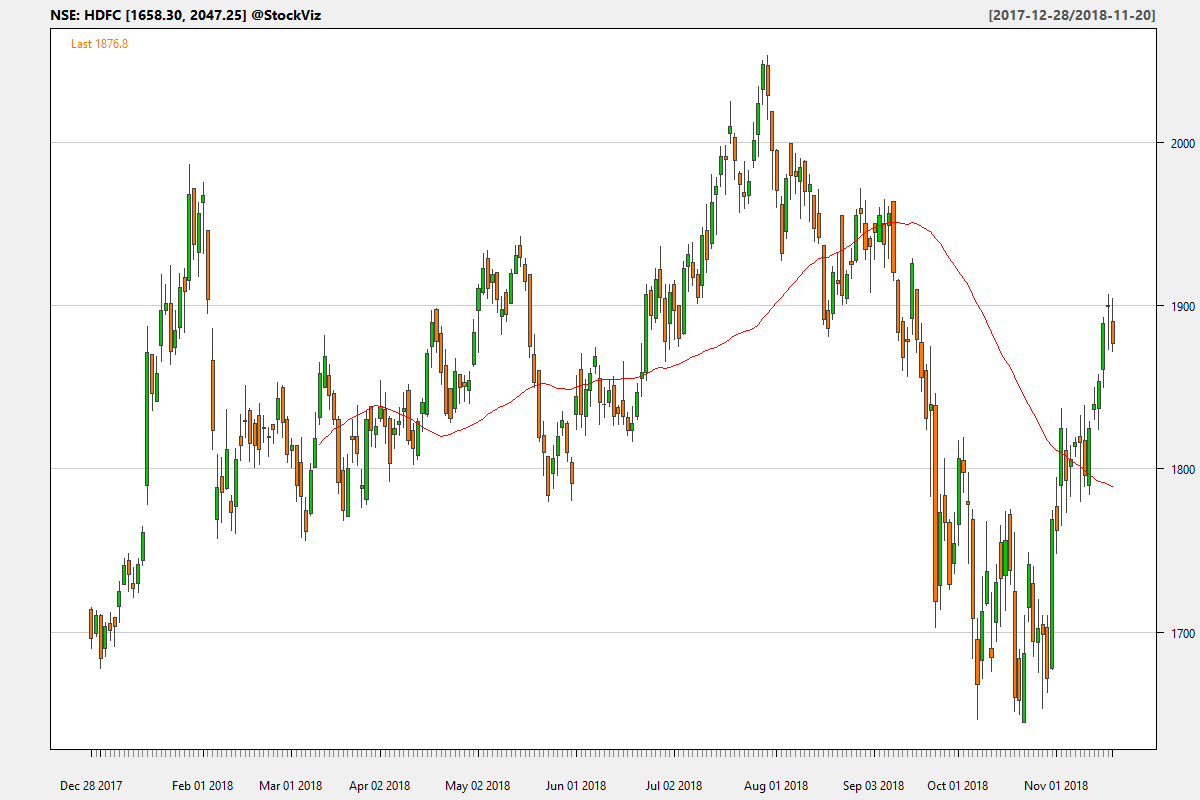 NSE: HDFC [1658.30, 2047.25] @StockViz
[2017-12-28/2018-11-20]
Last 1876.8
2000
1900
1800
1700
Dec 28 2017 Feb 01 2018 Mar 01 2018 Apr 02 2018 May 02 2018 Jun 01 2018 Jul 02 2018 Aug 01 2018 Sep 03 2018 Oct 01 2018 Nov 01 2018